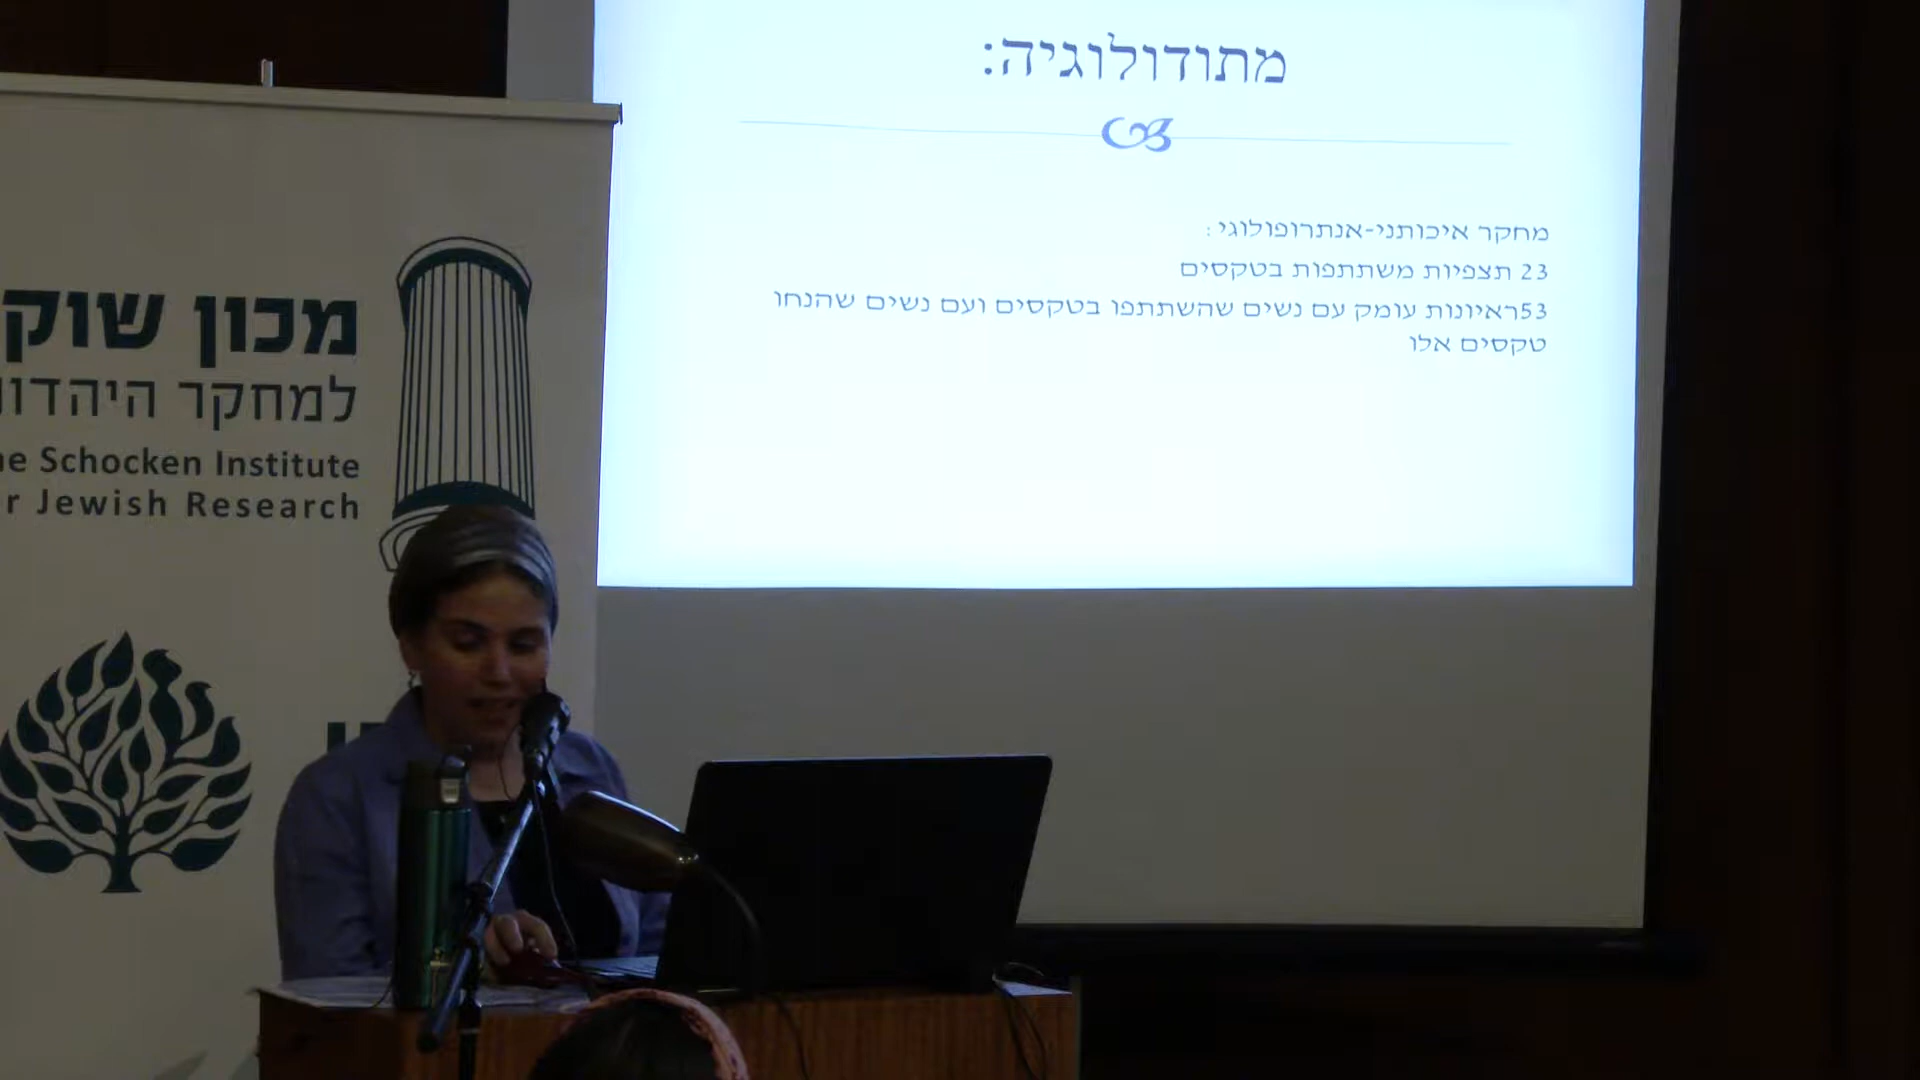 מתודולוגיה:
מחקר איכותני-אנתרופולוגי :
23 תצפיות משתתפות בטקסים
53ראיונות עומק עם נשים שהשתתפו בטקסים ועם נשים שהנחו
טקסים אלו
מכון שוק
למחקר היהדו
he Schocken Institute
r Jewish Research